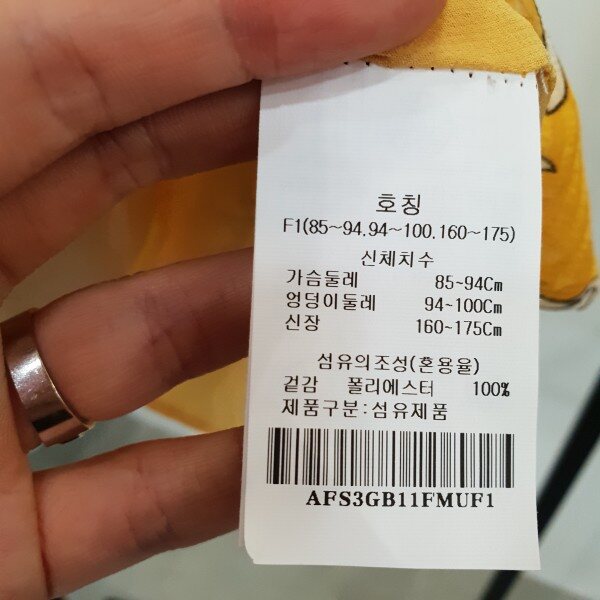 호칭
F1(85~94,94~100,160~175)
신체치수
가슴둘레 85~94Cm
엉덩이둘레 94~100Cm
신장 160~175Cm
섬유의조성(혼용율)
겉감 폴리에스터 100%
제품구분:섬유제품
AFS3GB11FMUF1